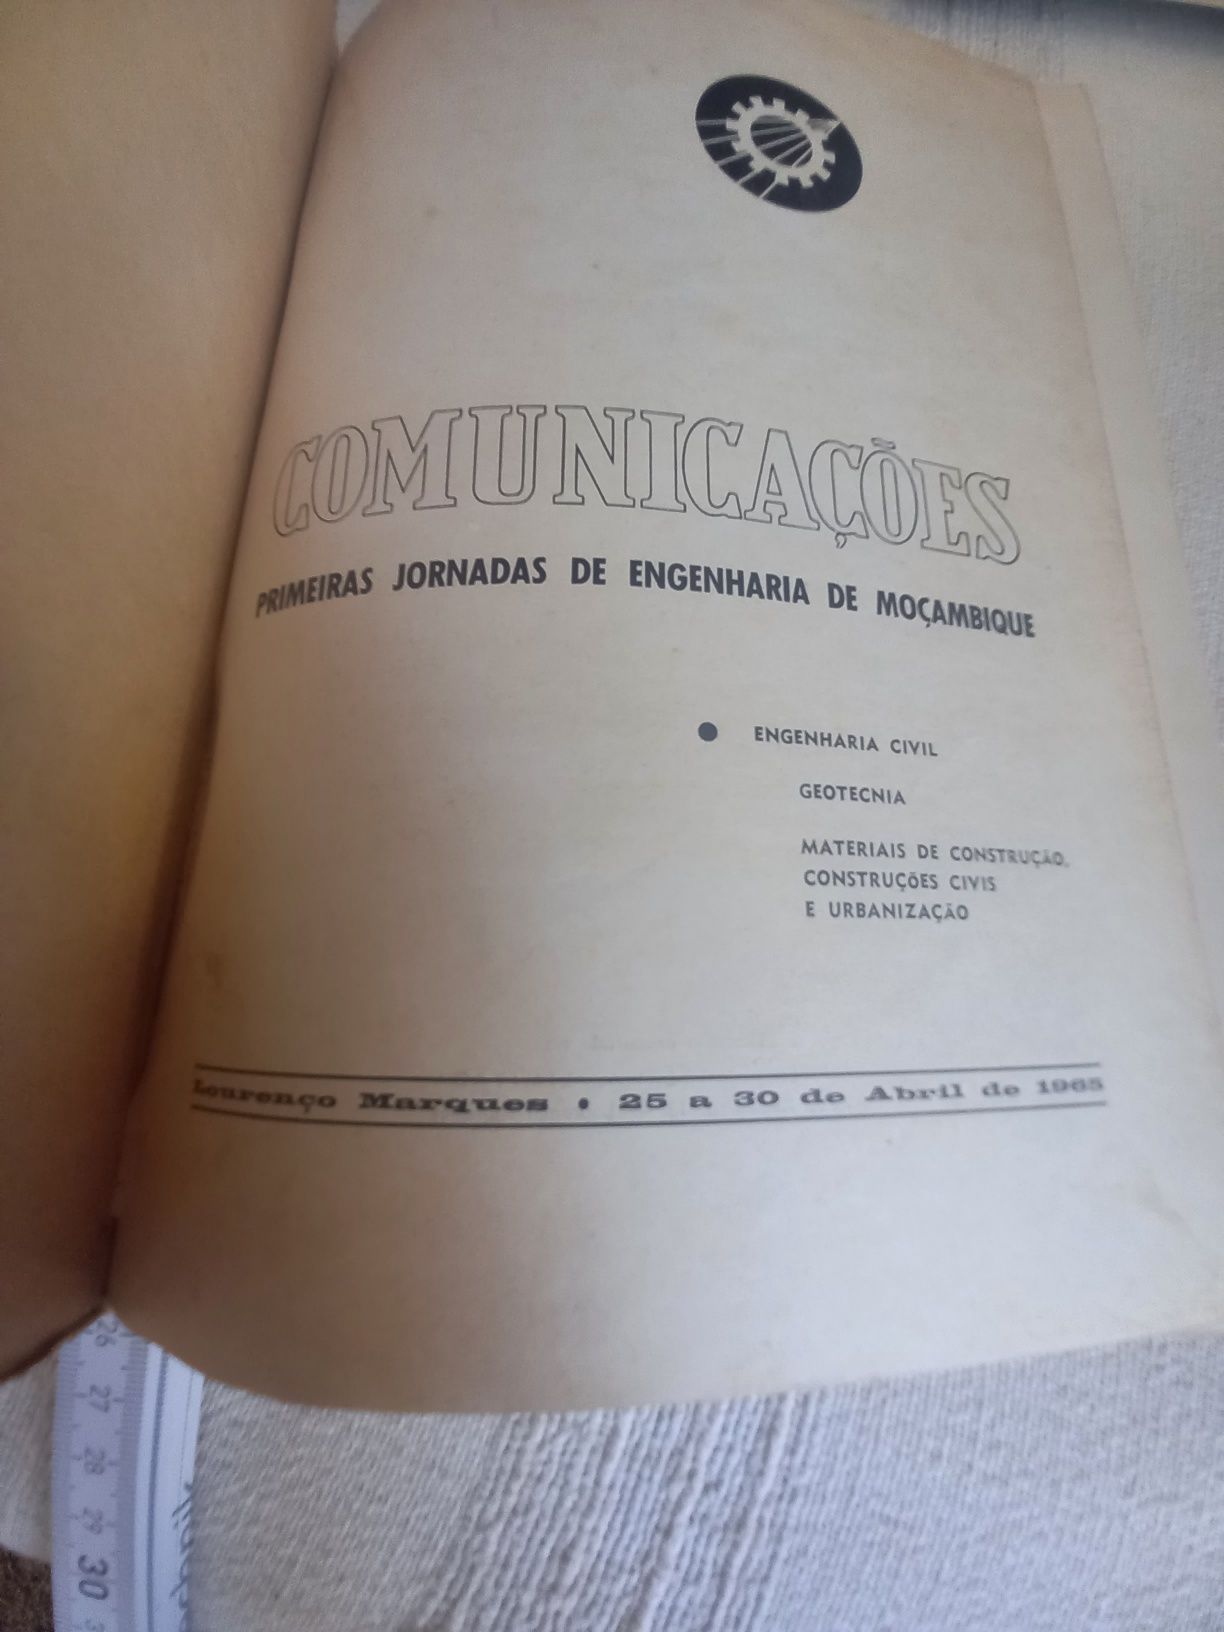 COMUNICAÇÕES
PRIMEIRAS JORNADAS DE ENGENHARIA DE MOÇAMBIQUE
● ENGENHARIA CIVIL
GEOTECNIA
MATERIAIS DE CONSTRUÇÃO,
CONSTRUÇÕES CIVIS
E URBANIZAÇÃO
Lourenço Marques • 25 a 30 de Abril de 1965
26
27
28
29
30